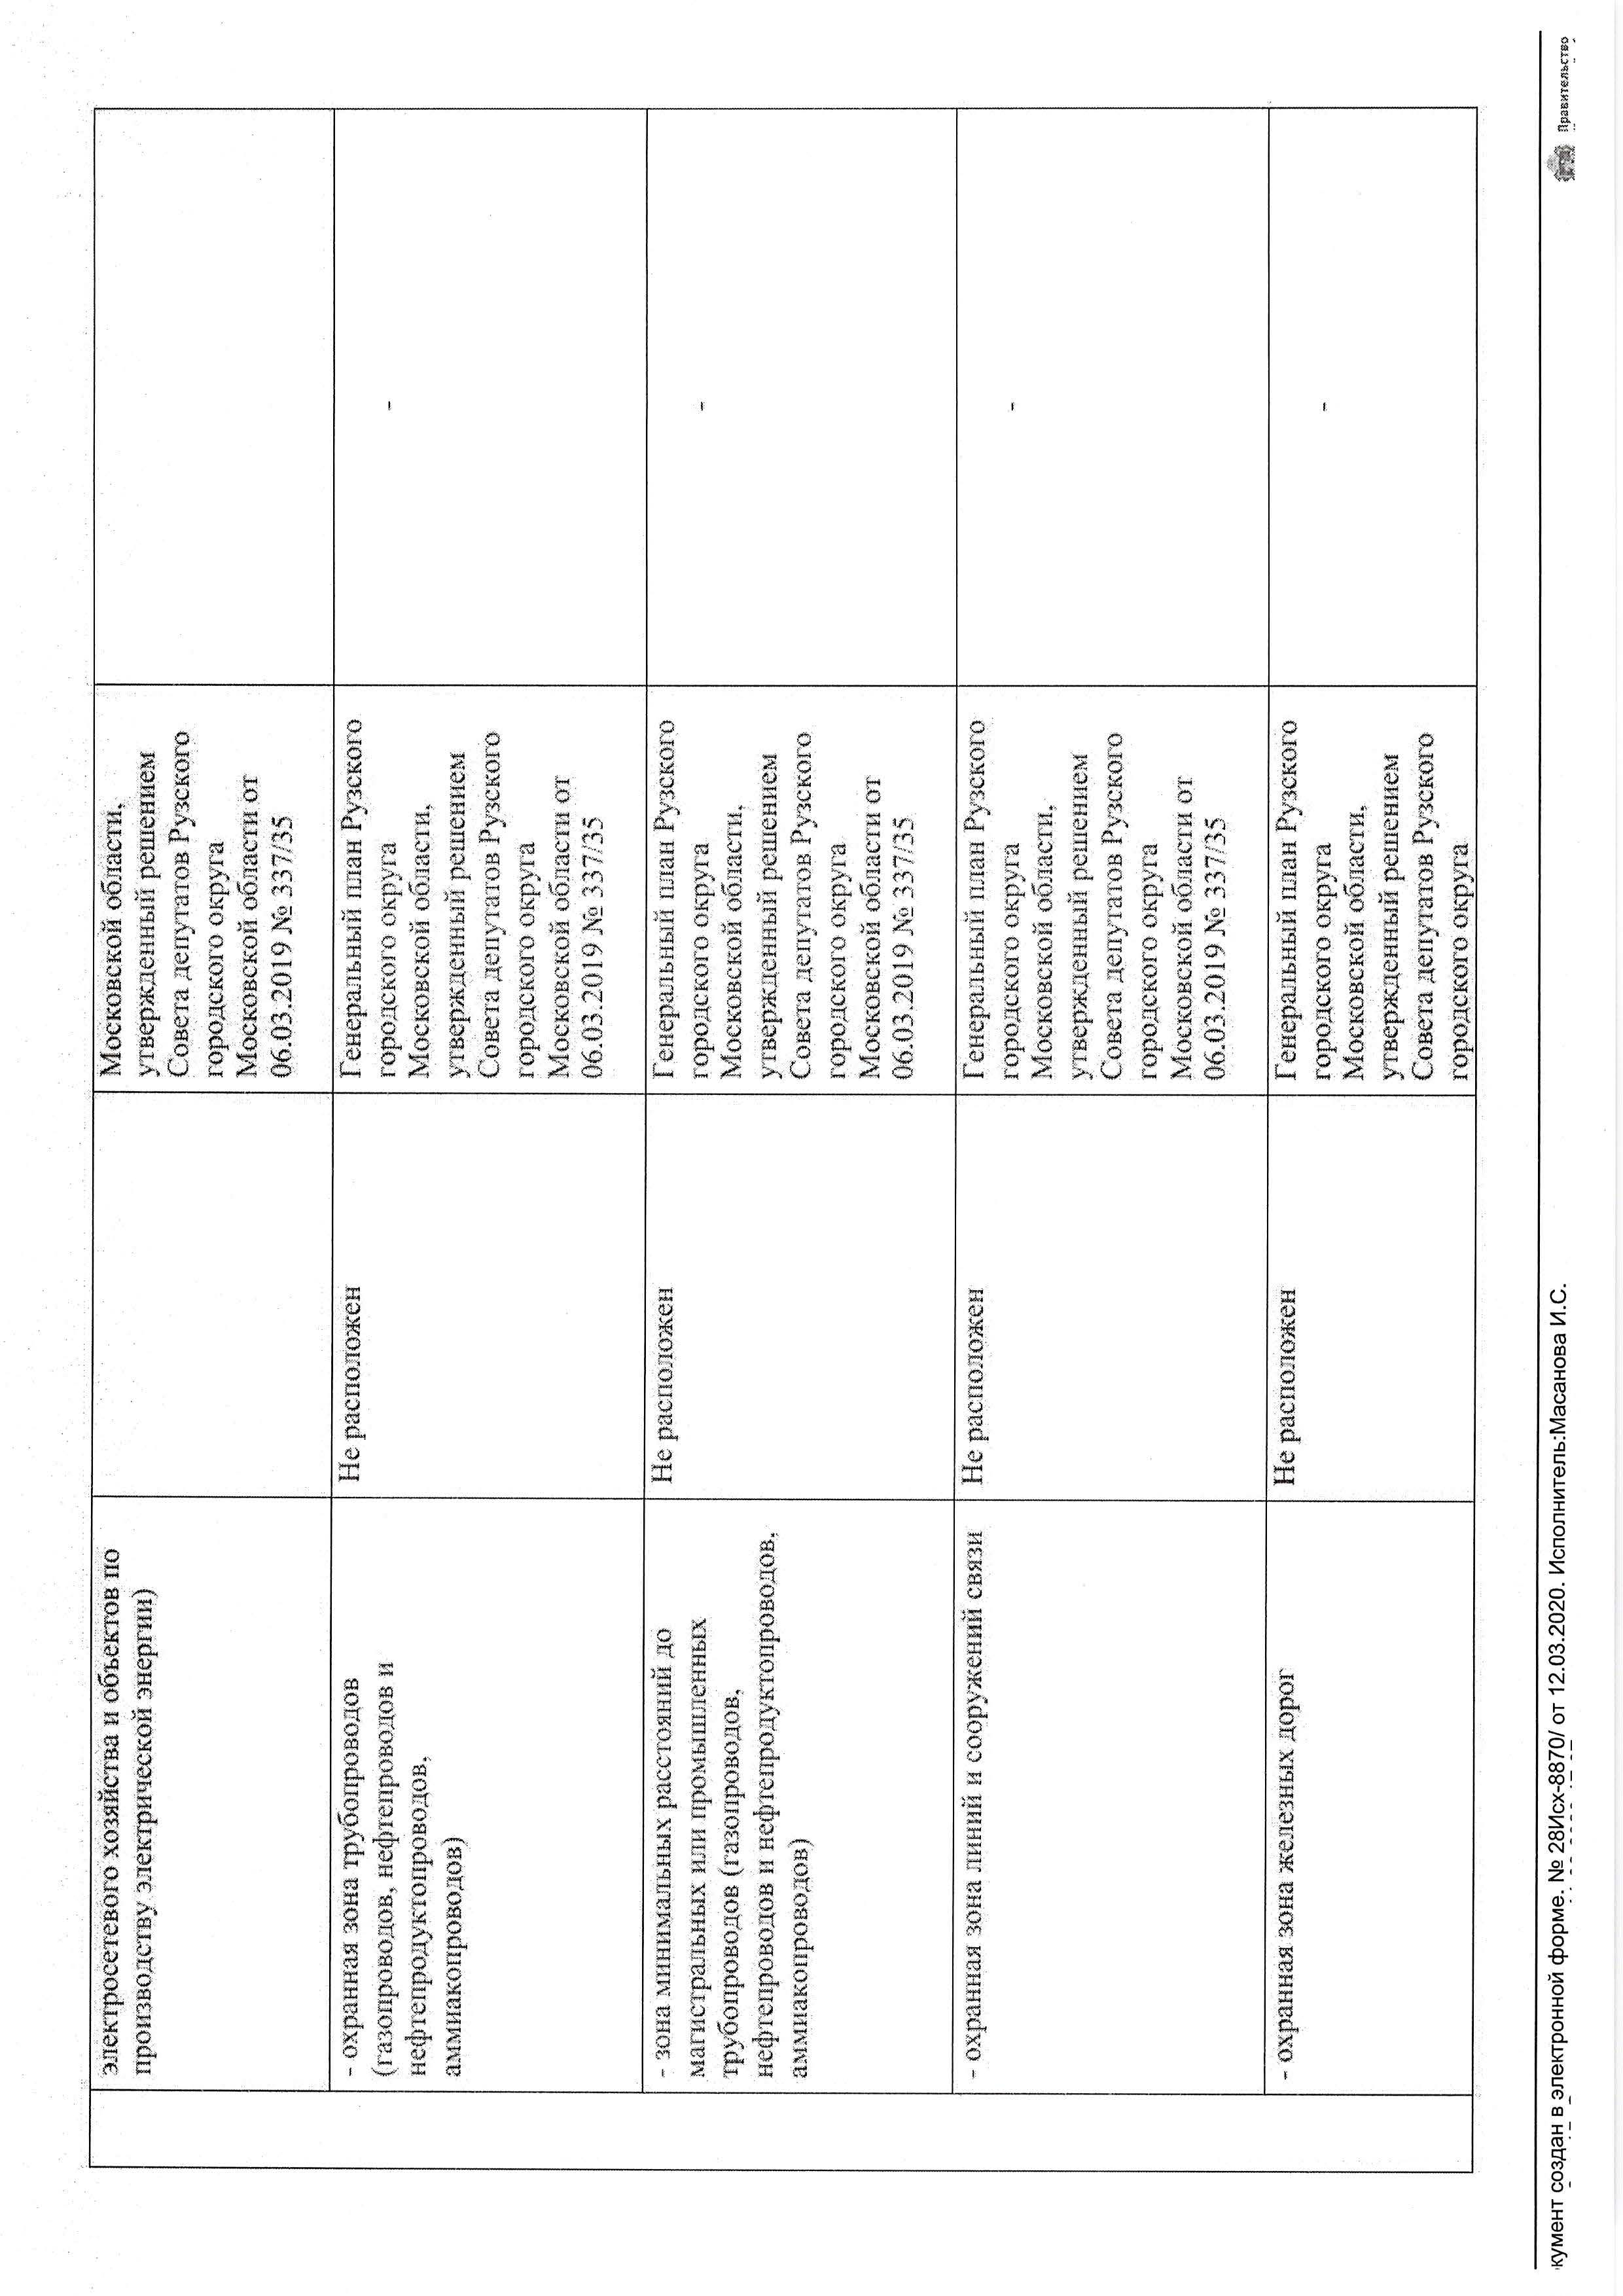 электросетевого хозяйства и объектов по
производству электрической энергии)
Московской области,
утвержденный решением
Совета депутатов Рузского
городского округа
Московской области от
06.03.2019 № 337/35
- охранная зона трубопроводов
(газопроводов, нефтепроводов и
нефтепродуктопроводов,
аммиакопроводов)
Не расположен
Генеральный план Рузского
городского округа
Московской области,
утвержденный решением
Совета депутатов Рузского
городского округа
Московской области от
06.03.2019 № 337/35
-
- зона минимальных расстояний до
магистральных или промышленных
трубопроводов (газопроводов,
нефтепроводов и нефтепродуктопроводов,
аммиакопроводов)
Не расположен
Генеральный план Рузского
городского округа
Московской области,
утвержденный решением
Совета депутатов Рузского
городского округа
Московской области от
06.03.2019 № 337/35
-
- охранная зона линий и сооружений связи
Не расположен
Генеральный план Рузского
городского округа
Московской области,
утвержденный решением
Совета депутатов Рузского
городского округа
Московской области от
06.03.2019 № 337/35
-
- охранная зона железных дорог
Не расположен
Генеральный план Рузского
городского округа
Московской области,
утвержденный решением
Совета депутатов Рузского
городского округа
-
кумент создан в электронной форме. № 28Исх-8870/ от 12.03.2020. Исполнитель:Масанова И.С.
Правительство